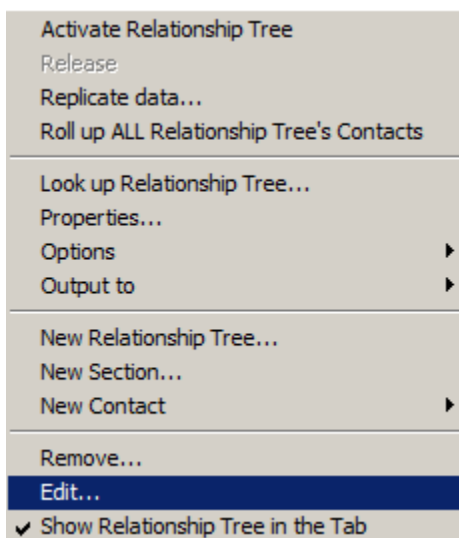 Activate Relationship Tree
Release
Replicate data...
Roll up ALL Relationship Tree's Contacts
Look up Relationship Tree...
Properties...
Options
Output to
New Relationship Tree...
New Section...
New Contact
Remove...
Edit...
Show Relationship Tree in the Tab